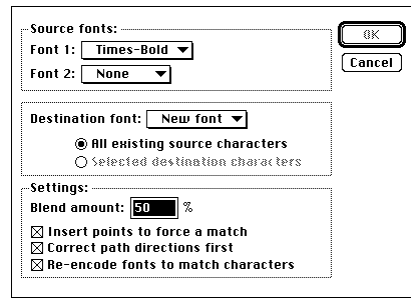 Source fonts:
Font 1: Times-Bold
OK
Font 2: None
Cancel
Destination font: New font
All existing source characters
Selected destination characters
Settings:
Blend amount: 50 %
Insert points to force a match
Correct path directions first
Re-encode fonts to match characters